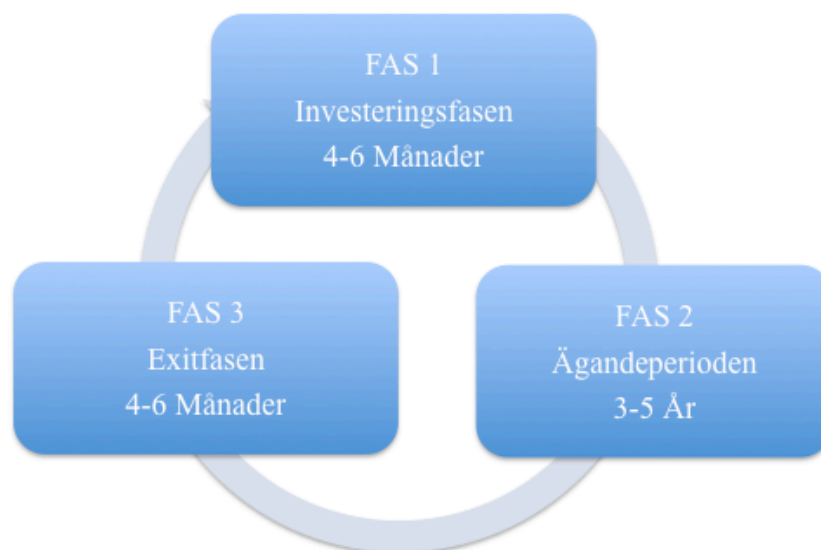 FAS 1
Investeringsfasen
4-6 Månader
FAS 2
Ägandeperioden
3-5 År
FAS 3
Exitfasen
4-6 Månader